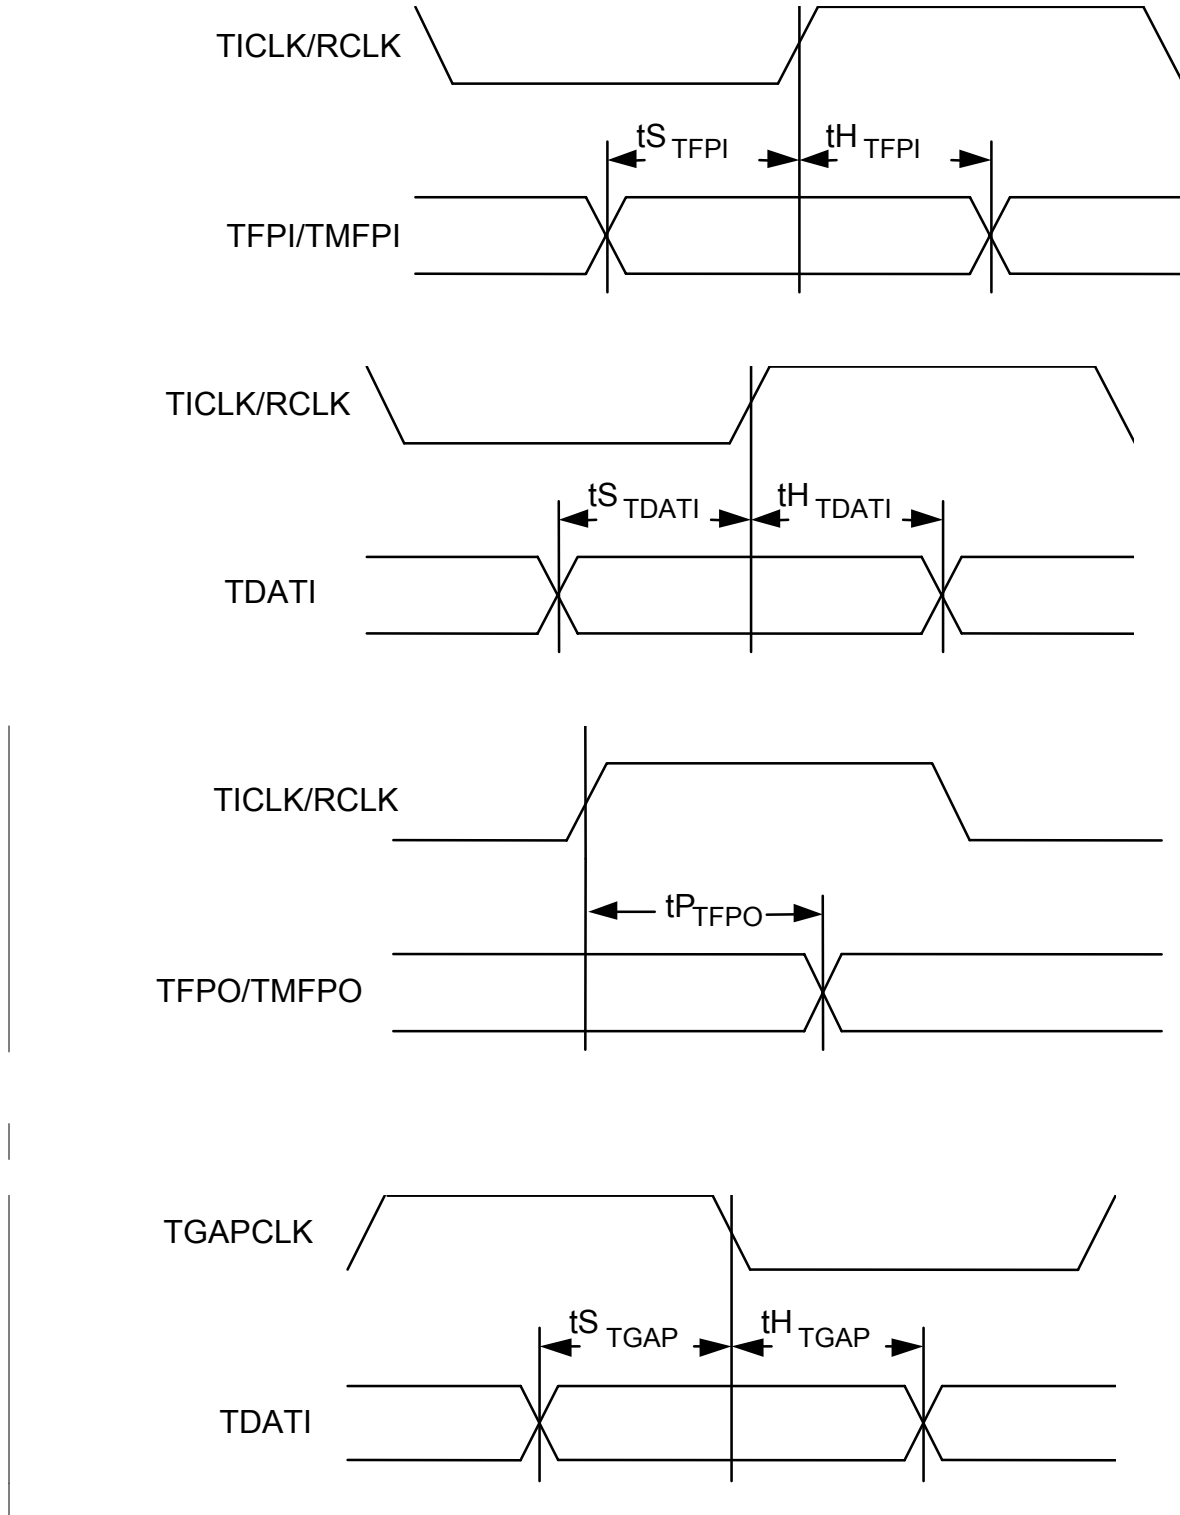 TICLK/RCLK
tS TFPI tH TFPI
TFPI/TMFPI
TICLK/RCLK
tS TDATI tH TDATI
TDATI
TICLK/RCLK
tPTFPO
TFPO/TMFPO
TGAPCLK
tS TGAP tH TGAP
TDATI